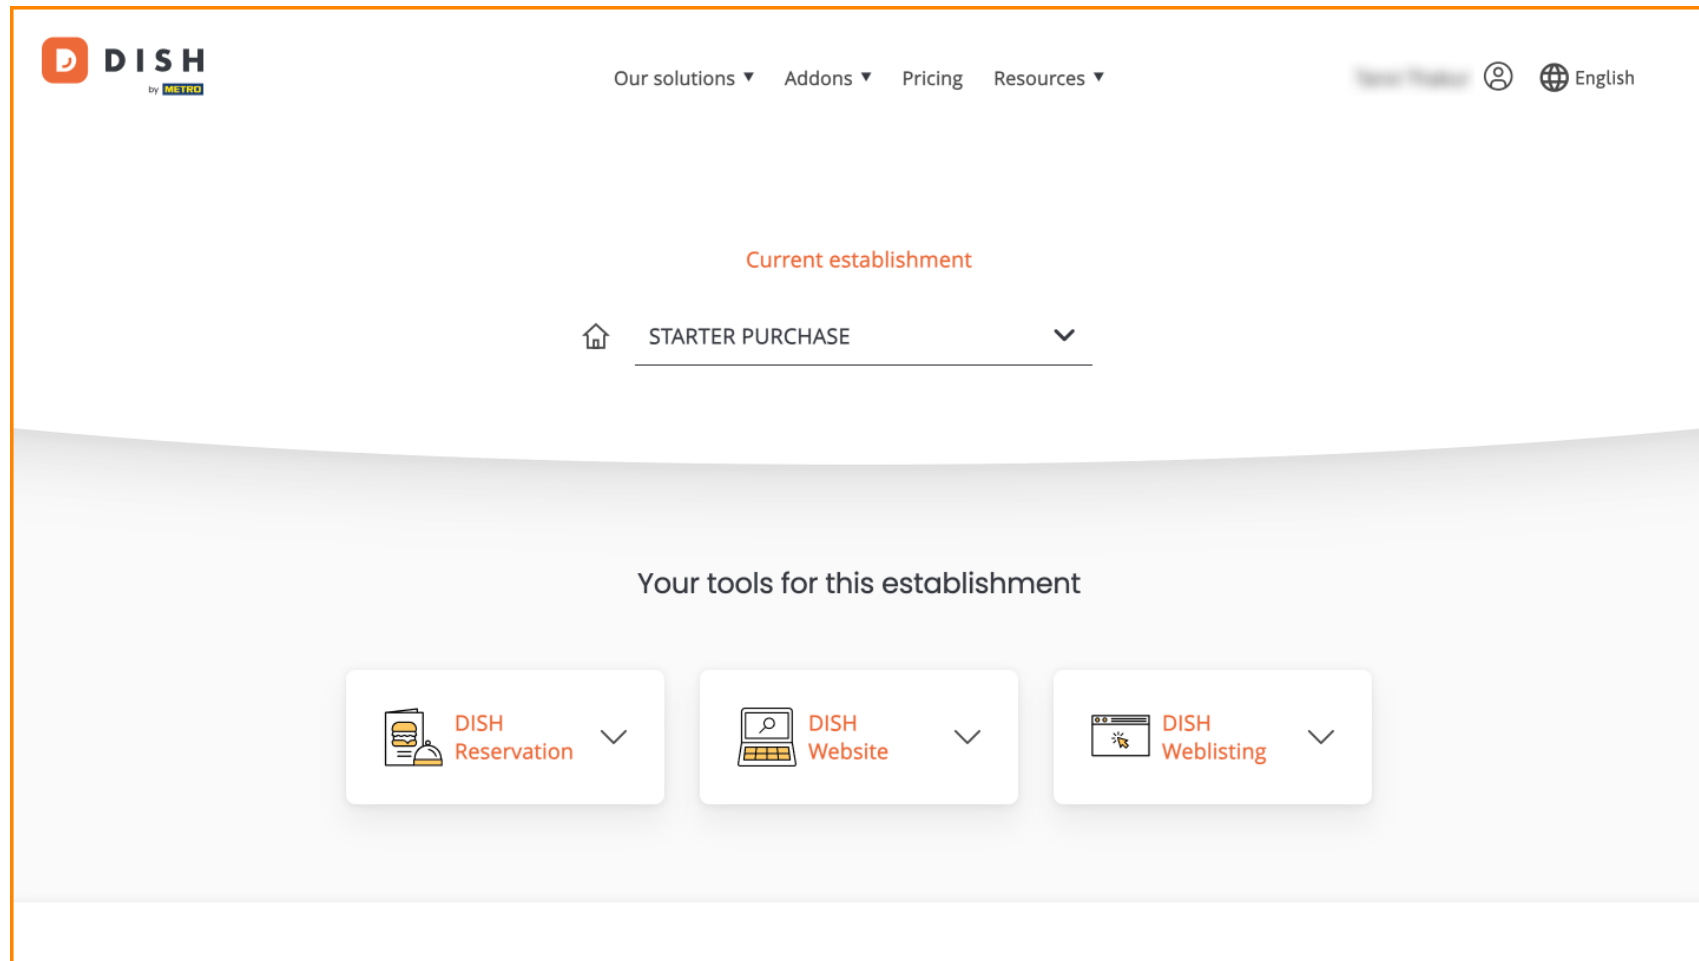 DISH
by METRO
Our solutions ▼ Addons ▼ Pricing Resources ▼
English
Current establishment
STARTER PURCHASE
Your tools for this establishment
DISH
Reservation
DISH
Website
DISH
Weblisting